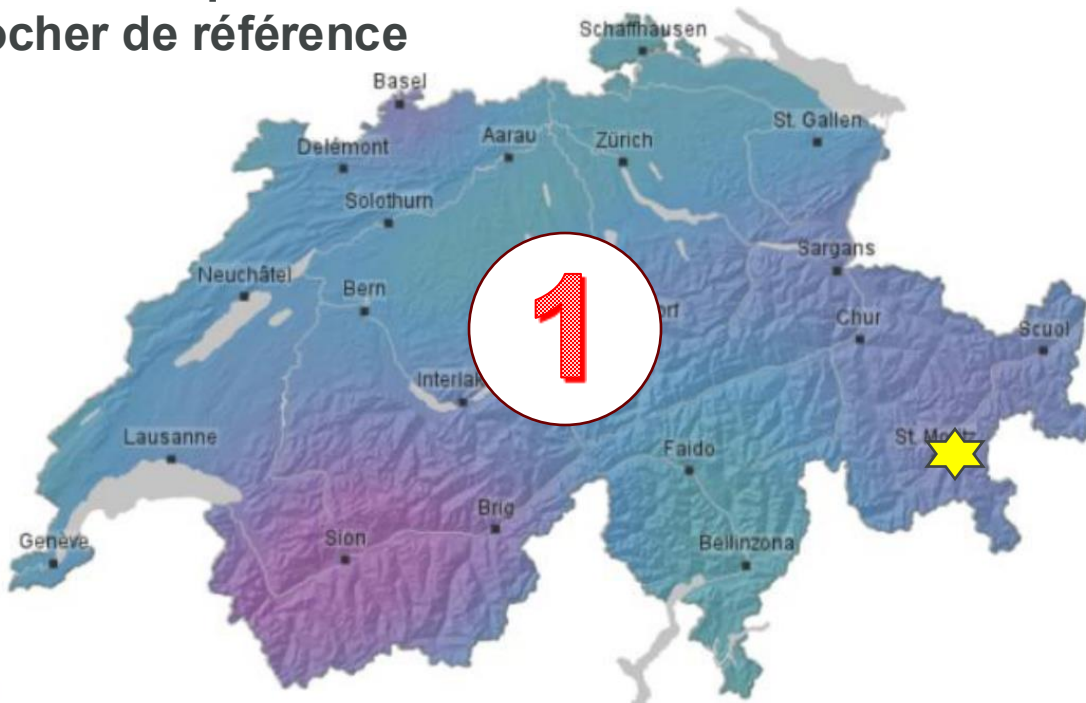 ocher de référence
Schaffhausen
Basel
St. Gallen
Aarau
Zürich
Delémont
Solothurn
Sargans
Neuchâtel
Bern
1
orf
Chur
Scuol
Interlak
Lausanne
St. Moritz
Faido
Brig
Sion
Genève
Bellinzona